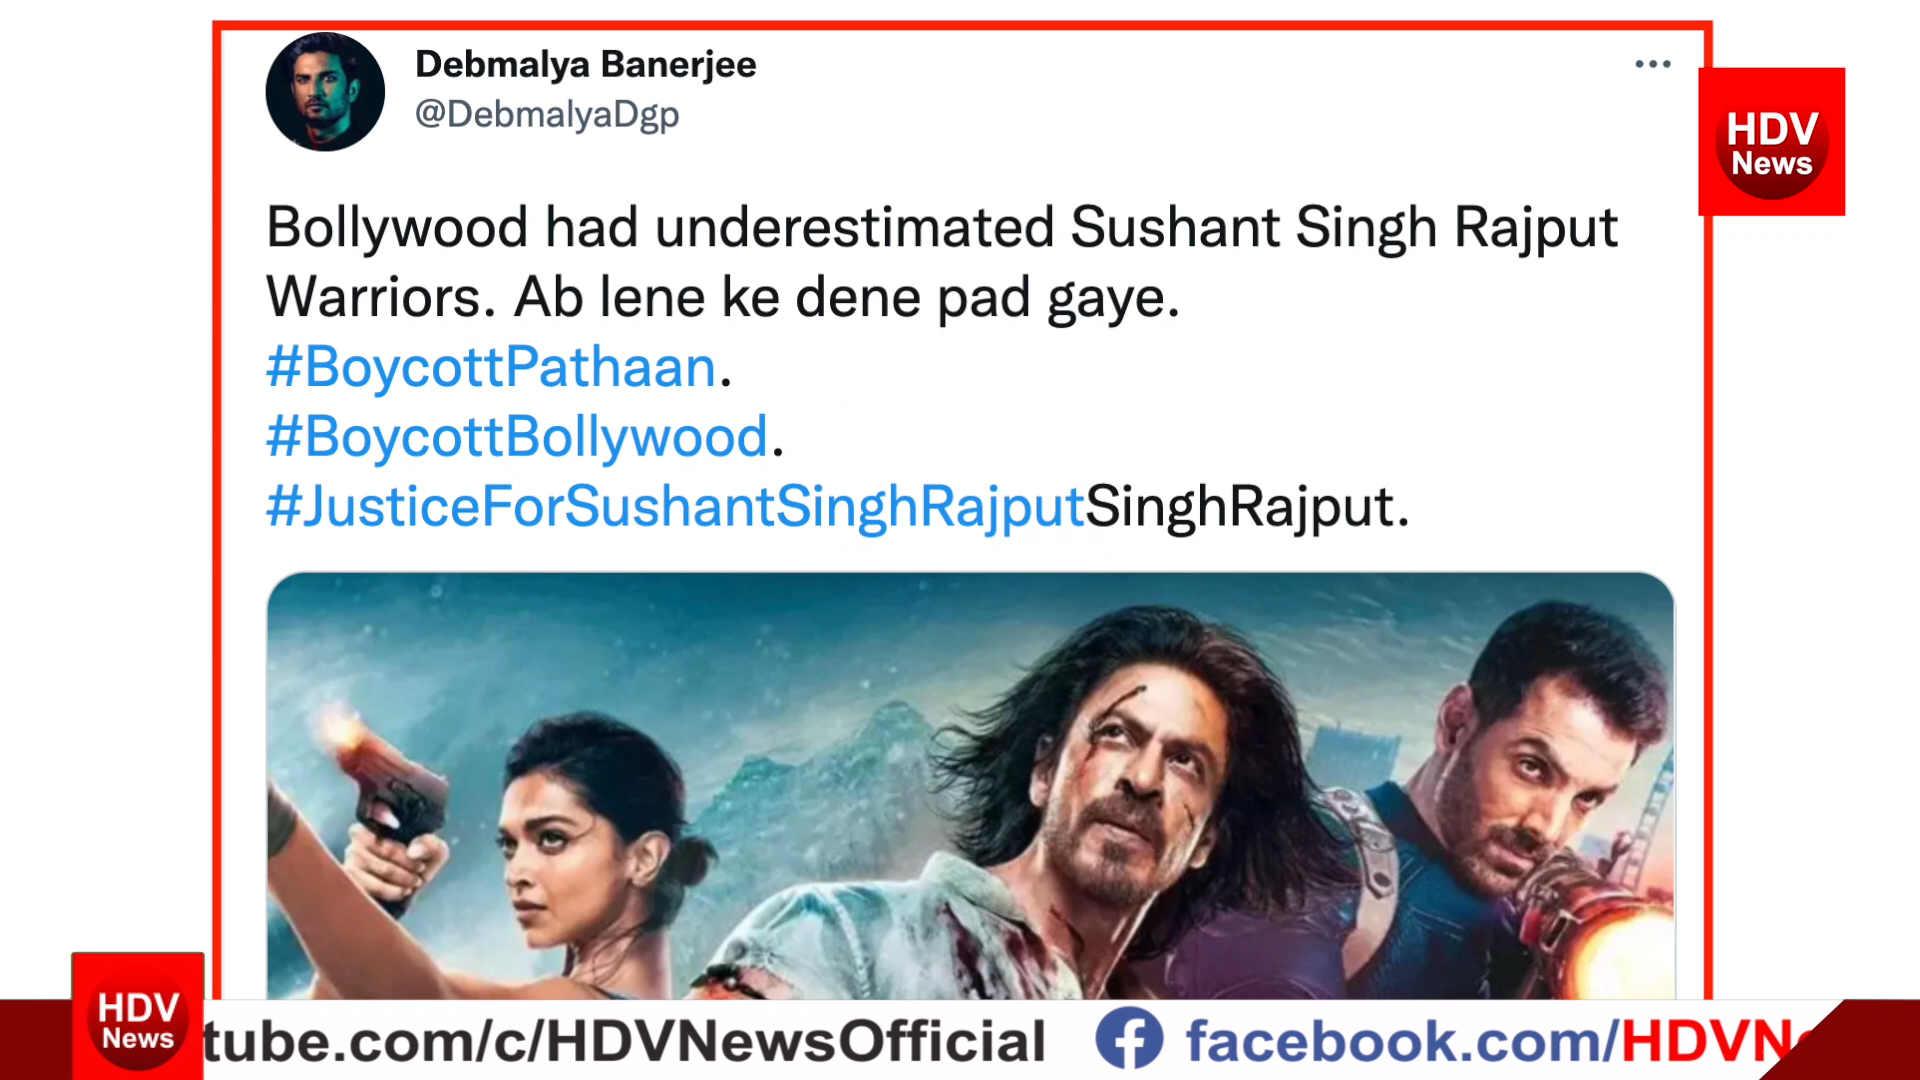 Debmalya Banerjee
@DebmalyaDgp
...
HDV
News
Bollywood had underestimated Sushant Singh Rajput
Warriors. Ab lene ke dene pad gaye.
#BoycottPathaan.
#BoycottBollywood.
#JusticeForSushantSinghRajputSinghRajput.
HDV
News
tube.com/c/HDVNewsOfficial
facebook.com/HDVN